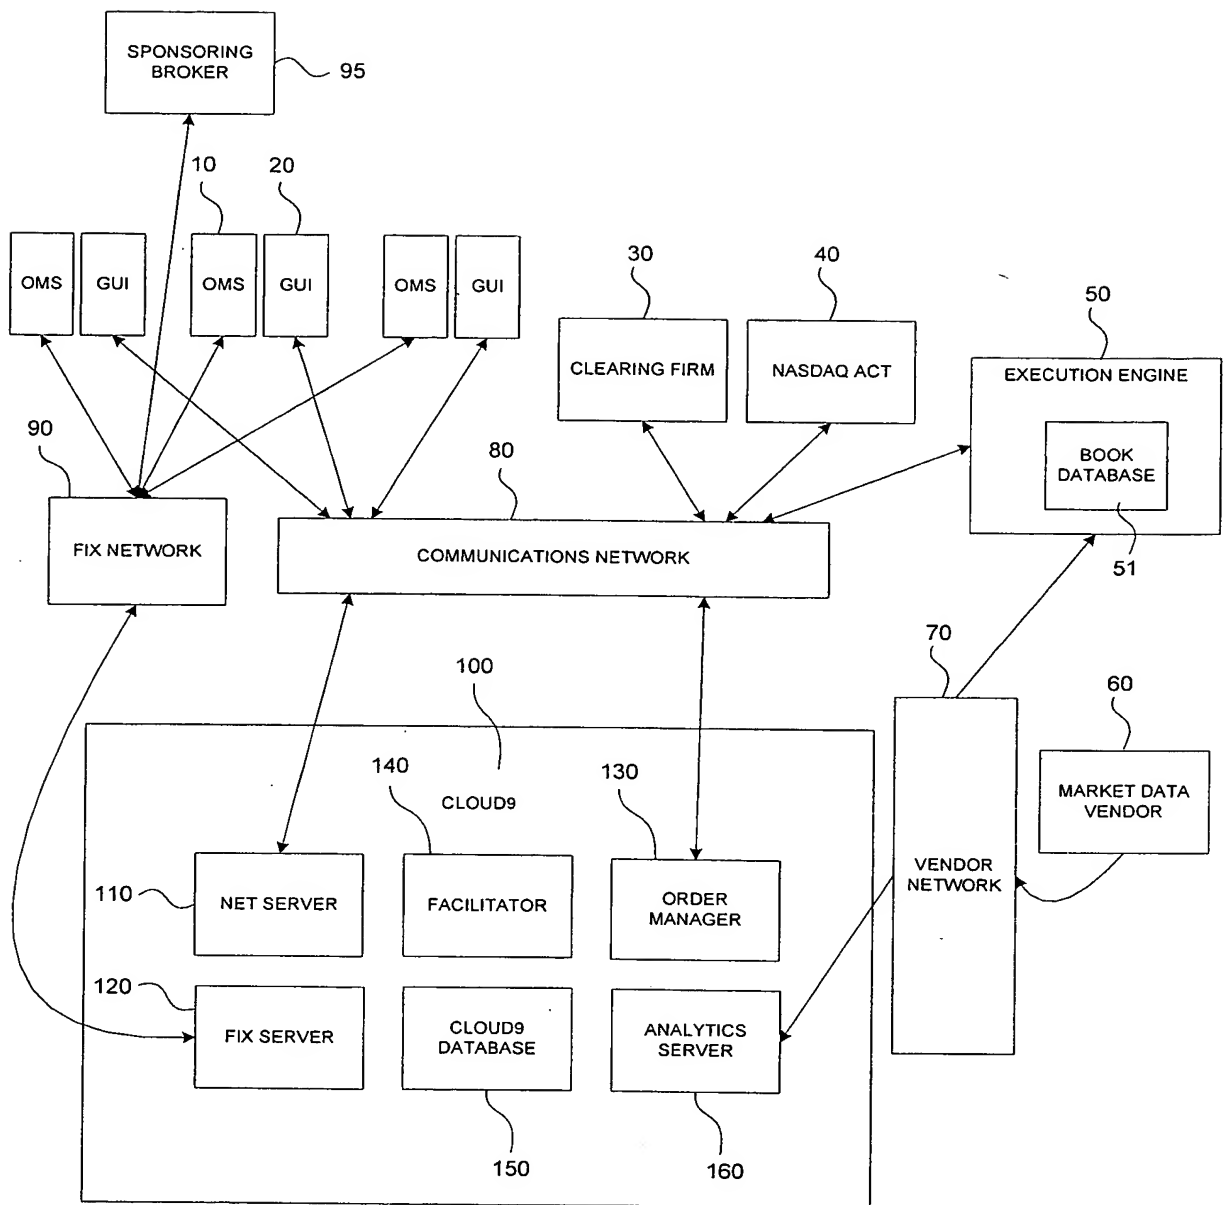 SPONSORING
BROKER
95
10
20
OMS
GUI
OMS
GUI
OMS
GUI
30
40
50
CLEARING FIRM
NASDAQ ACT
EXECUTION ENGINE
BOOK
DATABASE
51
90
80
FIX NETWORK
COMMUNICATIONS NETWORK
70
60
100
140
130
CLOUD9
MARKET DATA
VENDOR
VENDOR
NETWORK
110
NET SERVER
FACILITATOR
ORDER
MANAGER
120
FIX SERVER
CLOUD9
DATABASE
ANALYTICS
SERVER
150
160